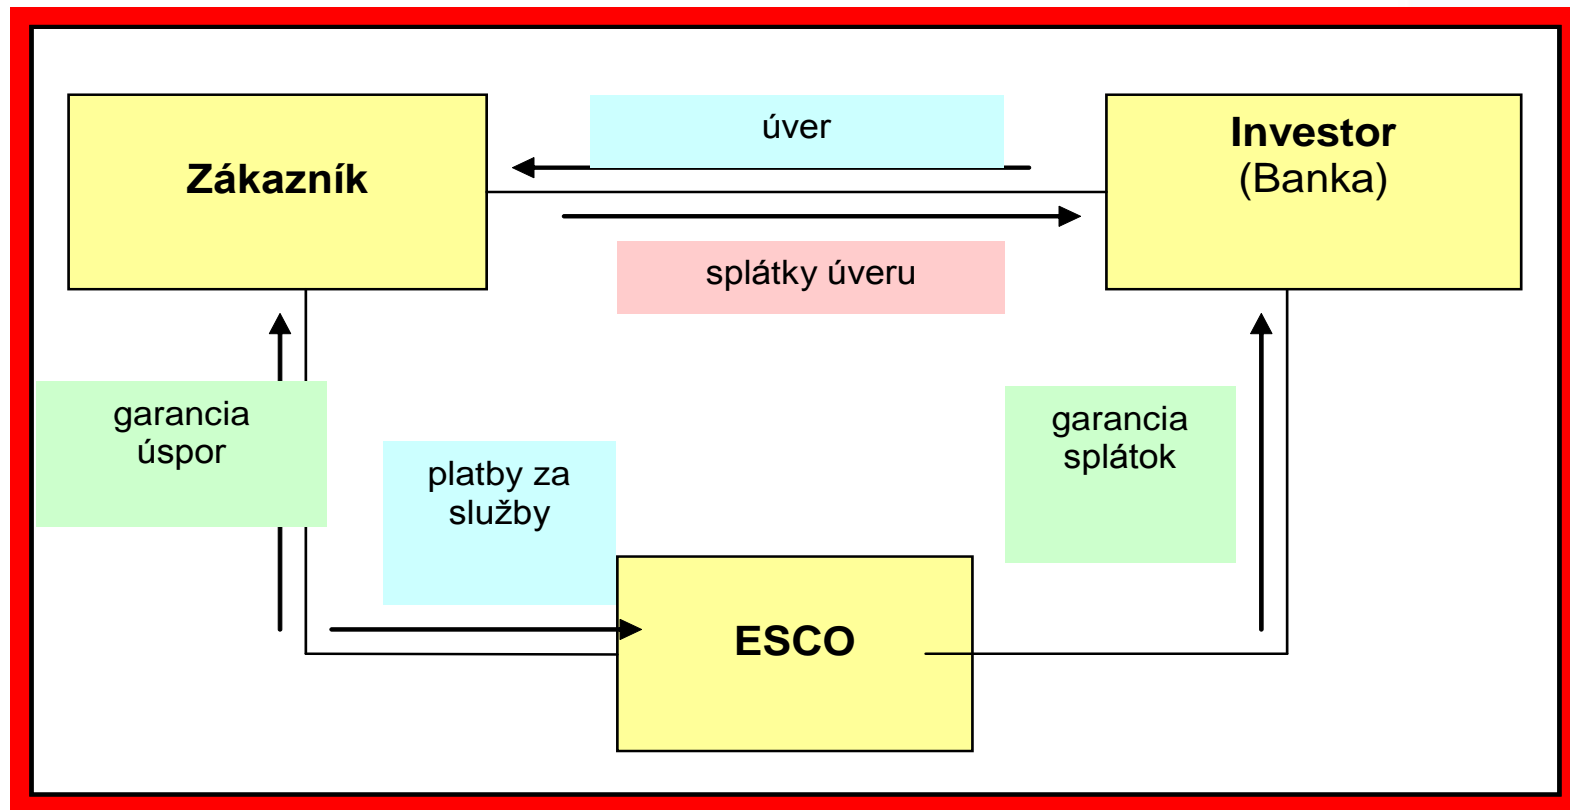 Zákazník
úver
Investor
(Banka)
splátky úveru
garancia
úspor
platby za
služby
garancia
splátok
ESCO